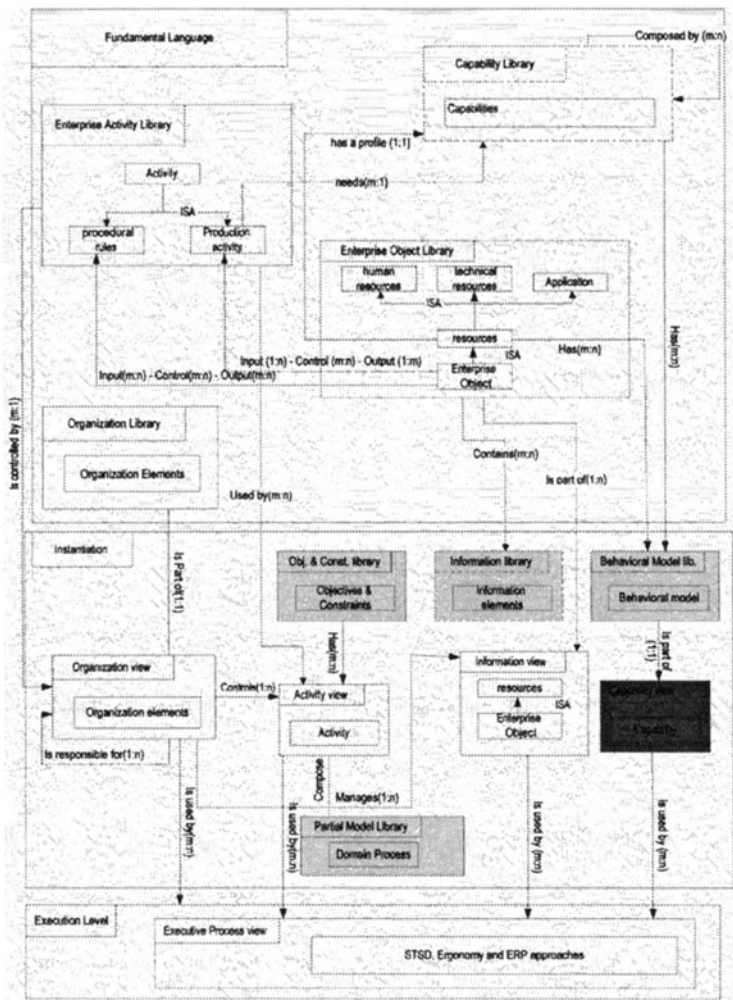 Fundamental Language
Composed by (m:n)
Capability Library
Capabilities
Enterprise Activity Library
has a profile (1:1)
Activity
needs(m:1)
ISA
procedural
rules
Production
activity
Enterprise Object Library
human
resources
technical
resources
Application
ISA
resources
Has(m:n)
Has(m:n)
ISA
Input (1:n) - Control (m:n) - Output (1:m)
Input(m:n) - Control(m:n) - Output(m:n)
Enterprise
Object
Is controlled by (m:1)
Organization Library
Contains(m:n)
Organization Elements
Is part of(1:n)
Used by(m:n)
Instantiation
Is Part of(1:1)
Obj. & Const. library
Objectives &
Constraints
Information library
Information
elements
Behavioral Model lib.
Behavioral model
Has(m:n)
Is part of
(1:1)
Organization view
Information view
Controls(1:n)
Activity view
resources
Organization elements
ISA
Activity
Enterprise
Object
Capacity
Is responsible for(1:n)
Compose
Manages(1:n)
Is used by(m:n)
Is used by(m:n)
Is used by (m:n)
Is used by (m:n)
Partial Model Library
Domain Process
Execution Level
Executive Process view
STSD, Ergonomy and ERP approaches